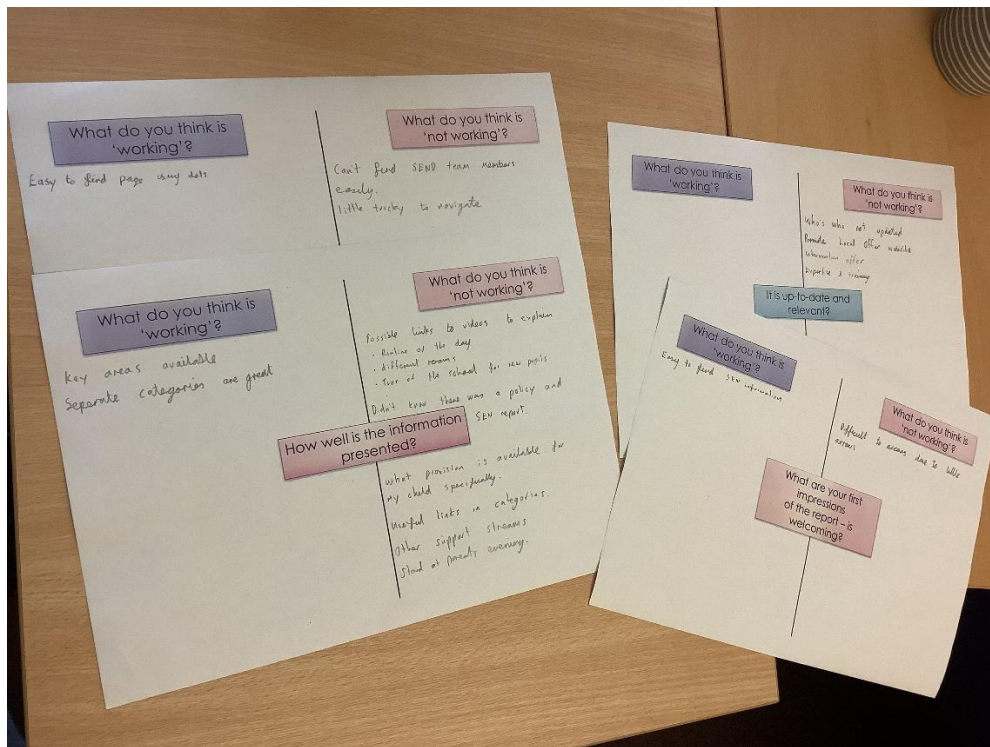 What do you think is
'working'?
Easy to find page using dots
What do you think is
'not working'?
Can't find SEND team members
easily.
little tricky to navigate
What do you think is
'working'?
Key areas available
Separate categories are great
What do you think is
'not working'?
Possible links to videos to explain
· Routine of the day
· different rooms
· Tour of the school for new pupils
Didn't know there was a policy and
SEN report.
How well is the information
presented?
What provision is available for
my child specifically.
Useful links in categories.
Other support streams
Stand at parents evening.
What do you think is
'working'?
What do you think is
'not working'?
Who's who not updated
Provide Local Offer website
Intervention offer
Expertise & training
It is up-to-date and
relevant?
What do you think is
'working'?
Easy to find SEN information
What do you think is
'not working'?
Difficult to access due to
arrows
What are your first
impressions
of the report – is
welcoming?